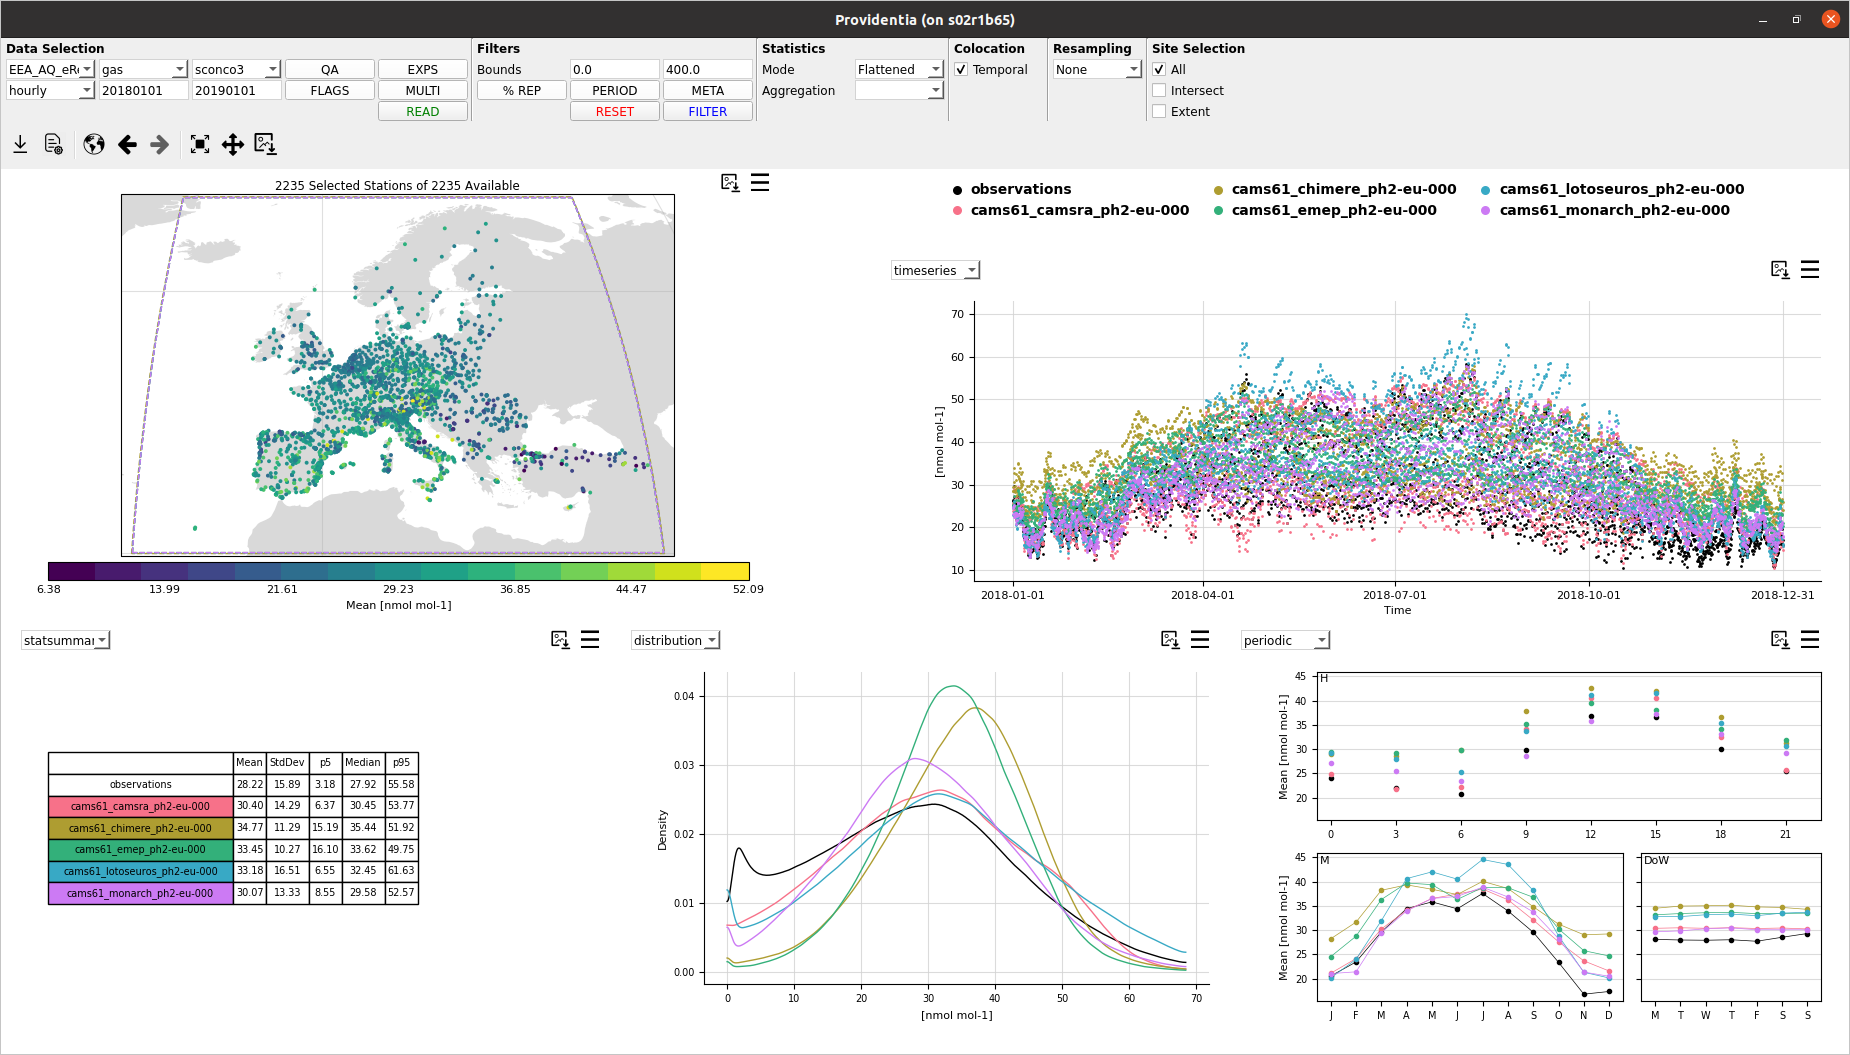 Providentia (on s02r1b65)
Data Selection
Filters
Statistics
Colocation
Resampling
Site Selection
EEA_AQ_eRe
gas
sconco3
QA
EXPS
Bounds
0.0
400.0
Mode
Flattened
Temporal
None
All
hourly
20180101
20190101
FLAGS
MULTI
% REP
PERIOD
META
Aggregation
Intersect
READ
RESET
FILTER
Extent
2235 Selected Stations of 2235 Available
6.38 13.99 21.61 29.23 36.85 44.47 52.09
Mean [nmol mol-1]
observations
cams61_chimere_ph2-eu-000
cams61_lotoseuros_ph2-eu-000
cams61_camsra_ph2-eu-000
cams61_emep_ph2-eu-000
cams61_monarch_ph2-eu-000
timeseries
[nmol mol-1]
70
60
50
40
30
20
10
2018-01-01 2018-04-01 2018-07-01 2018-10-01 2018-12-31
Time
statsummar
Mean StdDev p5 Median p95
observations 28.22 15.89 3.18 27.92 55.58
cams61_camsra_ph2-eu-000 30.40 14.29 6.37 30.45 53.77
cams61_chimere_ph2-eu-000 34.77 11.29 15.19 35.44 51.92
cams61_emep_ph2-eu-000 33.45 10.27 16.10 33.62 49.75
cams61_lotoseuros_ph2-eu-000 33.18 16.51 6.55 32.45 61.63
cams61_monarch_ph2-eu-000 30.07 13.33 8.55 29.58 52.57
distribution
Density
0.04
0.03
0.02
0.01
0.00
0 10 20 30 40 50 60 70
[nmol mol-1]
periodic
H
Mean [nmol mol-1]
45
40
35
30
25
20
0 3 6 9 12 15 18 21
M
Mean [nmol mol-1]
45
40
35
30
25
20
J F M A M J J A S O N D
DoW
M T W T F S S